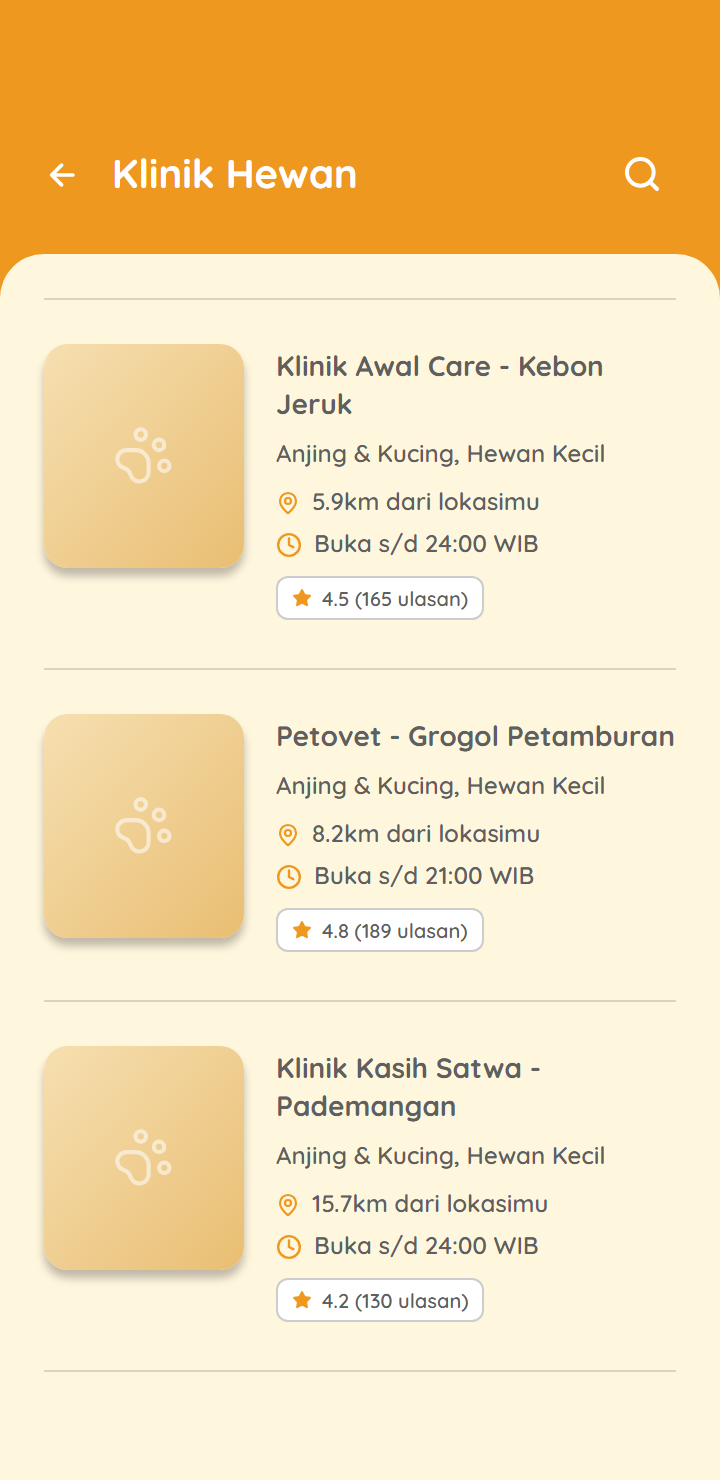 Klinik Hewan
Klinik Awal Care - Kebon
Jeruk
Anjing & Kucing, Hewan Kecil
5.9km dari lokasimu
Buka s/d 24:00 WIB
4.5 (165 ulasan)
Petovet - Grogol Petamburan
Anjing & Kucing, Hewan Kecil
8.2km dari lokasimu
Buka s/d 21:00 WIB
4.8 (189 ulasan)
Klinik Kasih Satwa -
Pademangan
Anjing & Kucing, Hewan Kecil
15.7km dari lokasimu
Buka s/d 24:00 WIB
4.2 (130 ulasan)